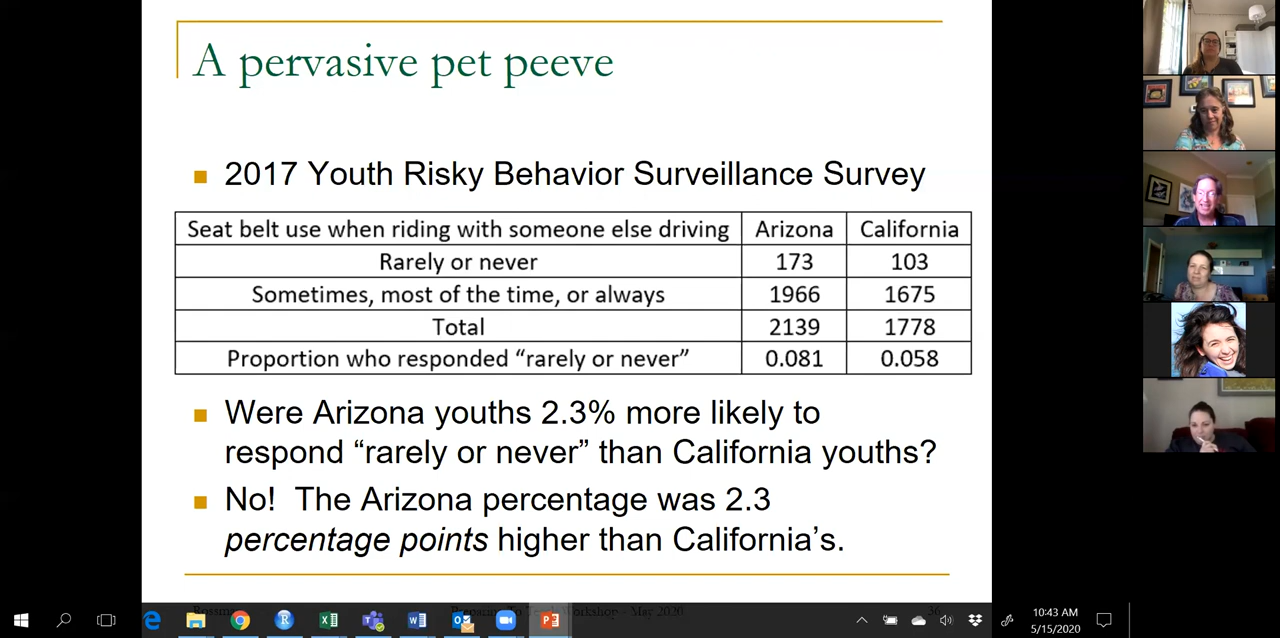 A pervasive pet peeve
2017 Youth Risky Behavior Surveillance Survey
Seat belt use when riding with someone else driving Arizona California
Rarely or never 173 103
Sometimes, most of the time, or always 1966 1675
Total 2139 1778
Proportion who responded “rarely or never” 0.081 0.058
Were Arizona youths 2.3% more likely to
respond “rarely or never” than California youths?
No! The Arizona percentage was 2.3
percentage points higher than California’s.
Workshop - May 2020 36
10:43 AM
5/15/2020